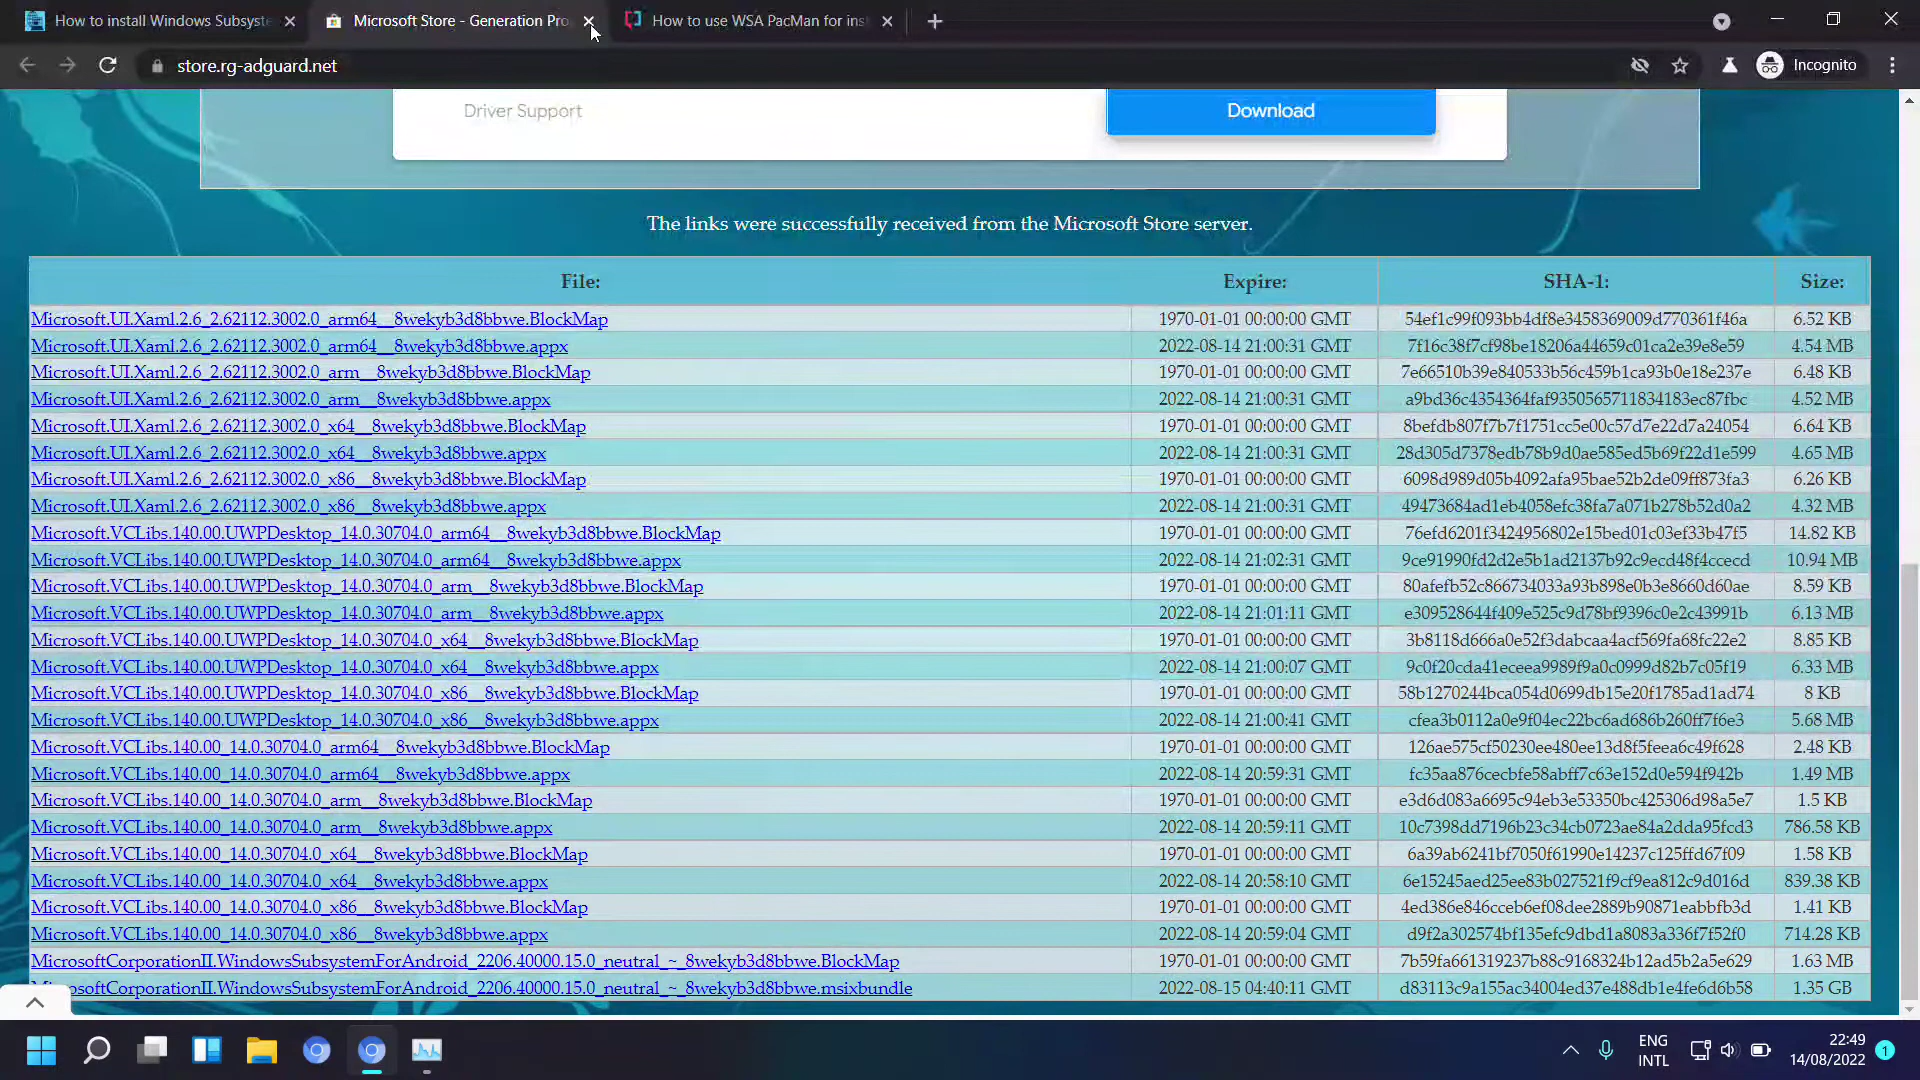 How to install Windows Subsyste
Microsoft Store - Generation Pro
How to use WSA PacMan for ins
store.rg-adguard.net
Incognito
Driver Support
Download
The links were successfully received from the Microsoft Store server.
File: Expire: SHA-1: Size:
Microsoft.UI.Xaml.2.6_2.62112.3002.0_arm64__8wekyb3d8bbwe.BlockMap 1970-01-01 00:00:00 GMT 54ef1c99f093bb4df8e3458369009d770361f46a 6.52 KB
Microsoft.UI.Xaml.2.6_2.62112.3002.0_arm64__8wekyb3d8bbwe.appx 2022-08-14 21:00:31 GMT 7f16c38f7cf98be18206a44659c01ca2e39e8e59 4.54 MB
Microsoft.UI.Xaml.2.6_2.62112.3002.0_arm__8wekyb3d8bbwe.BlockMap 1970-01-01 00:00:00 GMT 7e66510b39e840533b56c459b1ca93b0e18e237e 6.48 KB
Microsoft.UI.Xaml.2.6_2.62112.3002.0_arm__8wekyb3d8bbwe.appx 2022-08-14 21:00:31 GMT a9bd36c4354364faf9350565711834183ec87fbc 4.52 MB
Microsoft.UI.Xaml.2.6_2.62112.3002.0_x64__8wekyb3d8bbwe.BlockMap 1970-01-01 00:00:00 GMT 8befdb807f7b7f1751cc5e00c57d7e22d7a24054 6.64 KB
Microsoft.UI.Xaml.2.6_2.62112.3002.0_x64__8wekyb3d8bbwe.appx 2022-08-14 21:00:31 GMT 28d305d7378edb78b9d0ae585ed5b69f22d1e599 4.65 MB
Microsoft.UI.Xaml.2.6_2.62112.3002.0_x86__8wekyb3d8bbwe.BlockMap 1970-01-01 00:00:00 GMT 6098d989d05b4092afa95bae52b2de09ff873fa3 6.26 KB
Microsoft.UI.Xaml.2.6_2.62112.3002.0_x86__8wekyb3d8bbwe.appx 2022-08-14 21:00:31 GMT 49473684ad1eb4058efc38fa7a071b278b52d0a2 4.32 MB
Microsoft.VCLibs.140.00.UWPDesktop_14.0.30704.0_arm64__8wekyb3d8bbwe.BlockMap 1970-01-01 00:00:00 GMT 76efd6201f3424956802e15bed01c03ef33b47f5 14.82 KB
Microsoft.VCLibs.140.00.UWPDesktop_14.0.30704.0_arm64__8wekyb3d8bbwe.appx 2022-08-14 21:02:31 GMT 9ce91990fd2d2e5b1ad2137b92c9ecd48f4ccecd 10.94 MB
Microsoft.VCLibs.140.00.UWPDesktop_14.0.30704.0_arm__8wekyb3d8bbwe.BlockMap 1970-01-01 00:00:00 GMT 80afefb52c866734033a93b898e0b3e8660d60ae 8.59 KB
Microsoft.VCLibs.140.00.UWPDesktop_14.0.30704.0_arm__8wekyb3d8bbwe.appx 2022-08-14 21:01:11 GMT e309528644f409e525c9d78bf9396c0e2c43991b 6.13 MB
Microsoft.VCLibs.140.00.UWPDesktop_14.0.30704.0_x64__8wekyb3d8bbwe.BlockMap 1970-01-01 00:00:00 GMT 3b8118d666a0e52f3dabcaa4acf569fa68fc22e2 8.85 KB
Microsoft.VCLibs.140.00.UWPDesktop_14.0.30704.0_x64__8wekyb3d8bbwe.appx 2022-08-14 21:00:07 GMT 9c0f20cda41eceea9989f9a0c0999d82b7c05f19 6.33 MB
Microsoft.VCLibs.140.00.UWPDesktop_14.0.30704.0_x86__8wekyb3d8bbwe.BlockMap 1970-01-01 00:00:00 GMT 58b1270244bca054d0699db15e20f1785ad1ad74 8 KB
Microsoft.VCLibs.140.00.UWPDesktop_14.0.30704.0_x86__8wekyb3d8bbwe.appx 2022-08-14 21:00:41 GMT cfea3b0112a0e9f04ec22bc6ad686b260ff7f6e3 5.68 MB
Microsoft.VCLibs.140.00_14.0.30704.0_arm64__8wekyb3d8bbwe.BlockMap 1970-01-01 00:00:00 GMT 126ae575cf50230ee480ee13d8f5feea6c49f628 2.48 KB
Microsoft.VCLibs.140.00_14.0.30704.0_arm64__8wekyb3d8bbwe.appx 2022-08-14 20:59:31 GMT fc35aa876cecbfe58abff7c63e152d0e594f942b 1.49 MB
Microsoft.VCLibs.140.00_14.0.30704.0_arm__8wekyb3d8bbwe.BlockMap 1970-01-01 00:00:00 GMT e3d6d083a6695c94eb3e53350bc425306d98a5e7 1.5 KB
Microsoft.VCLibs.140.00_14.0.30704.0_arm__8wekyb3d8bbwe.appx 2022-08-14 20:59:11 GMT 10c7398dd7196b23c34cb0723ae84a2dda95fcd3 786.58 KB
Microsoft.VCLibs.140.00_14.0.30704.0_x64__8wekyb3d8bbwe.BlockMap 1970-01-01 00:00:00 GMT 6a39ab6241bf7050f61990e14237c125ffd67f09 1.58 KB
Microsoft.VCLibs.140.00_14.0.30704.0_x64__8wekyb3d8bbwe.appx 2022-08-14 20:58:10 GMT 6e15245aed25ee83b027521f9cf9ea812c9d016d 839.38 KB
Microsoft.VCLibs.140.00_14.0.30704.0_x86__8wekyb3d8bbwe.BlockMap 1970-01-01 00:00:00 GMT 4ed386e846cceb6ef08dee2889b90871eabbfb3d 1.41 KB
Microsoft.VCLibs.140.00_14.0.30704.0_x86__8wekyb3d8bbwe.appx 2022-08-14 20:59:04 GMT d9f2a302574bf135efc9dbd1a8083a336f7f52f0 714.28 KB
MicrosoftCorporationII.WindowsSubsystemForAndroid_2206.40000.15.0_neutral_~_8wekyb3d8bbwe.BlockMap 1970-01-01 00:00:00 GMT 7b59fa661319237b88c9168324b12ad5b2a5e629 1.63 MB
osoftCorporationII.WindowsSubsystemForAndroid_2206.40000.15.0_neutral_~_8wekyb3d8bbwe.msixbundle 2022-08-15 04:40:11 GMT d83113c9a155ac34004ed37e488db1e4fe6d6b58 1.35 GB
ENG
INTL
22:49
14/08/2022
1